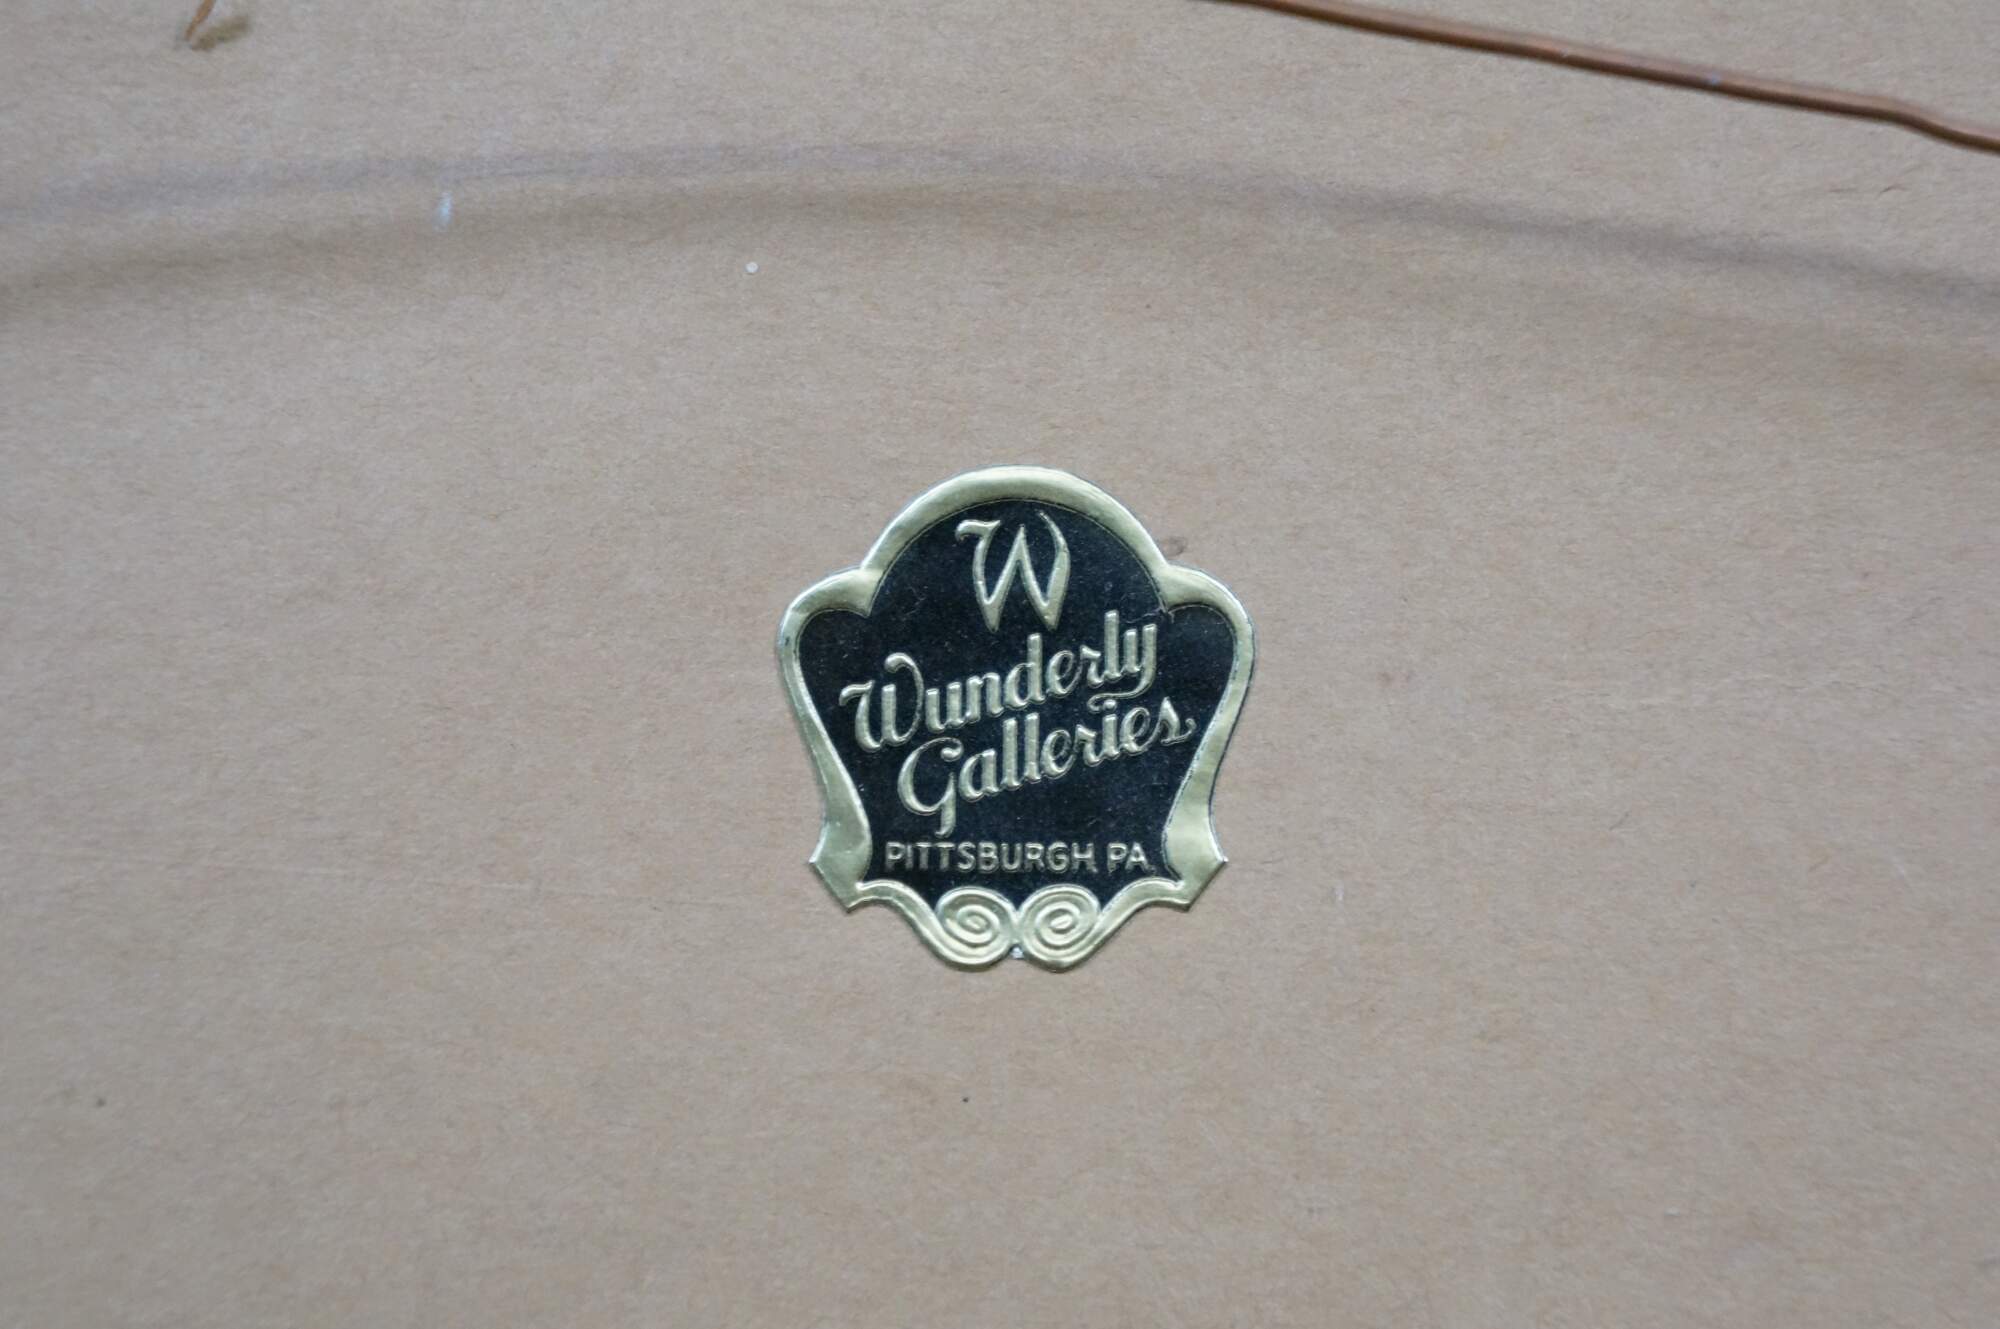 W
Wunderly
Galleries
PITTSBURGH, PA.